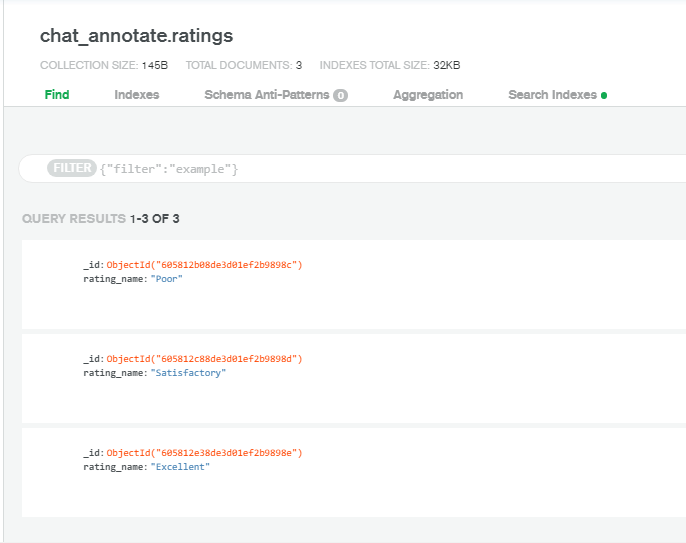 chat_annotate.ratings
COLLECTION SIZE: 145B TOTAL DOCUMENTS: 3 INDEXES TOTAL SIZE: 32KB
Find Indexes Schema Anti-Patterns 0 Aggregation Search Indexes
FILTER {"filter":"example"}
QUERY RESULTS 1-3 OF 3
_id: ObjectId("605812b08de3d01ef2b9898c")
rating_name: "Poor"
_id: ObjectId("605812c88de3d01ef2b9898d")
rating_name: "Satisfactory"
_id: ObjectId("605812e38de3d01ef2b9898e")
rating_name: "Excellent"